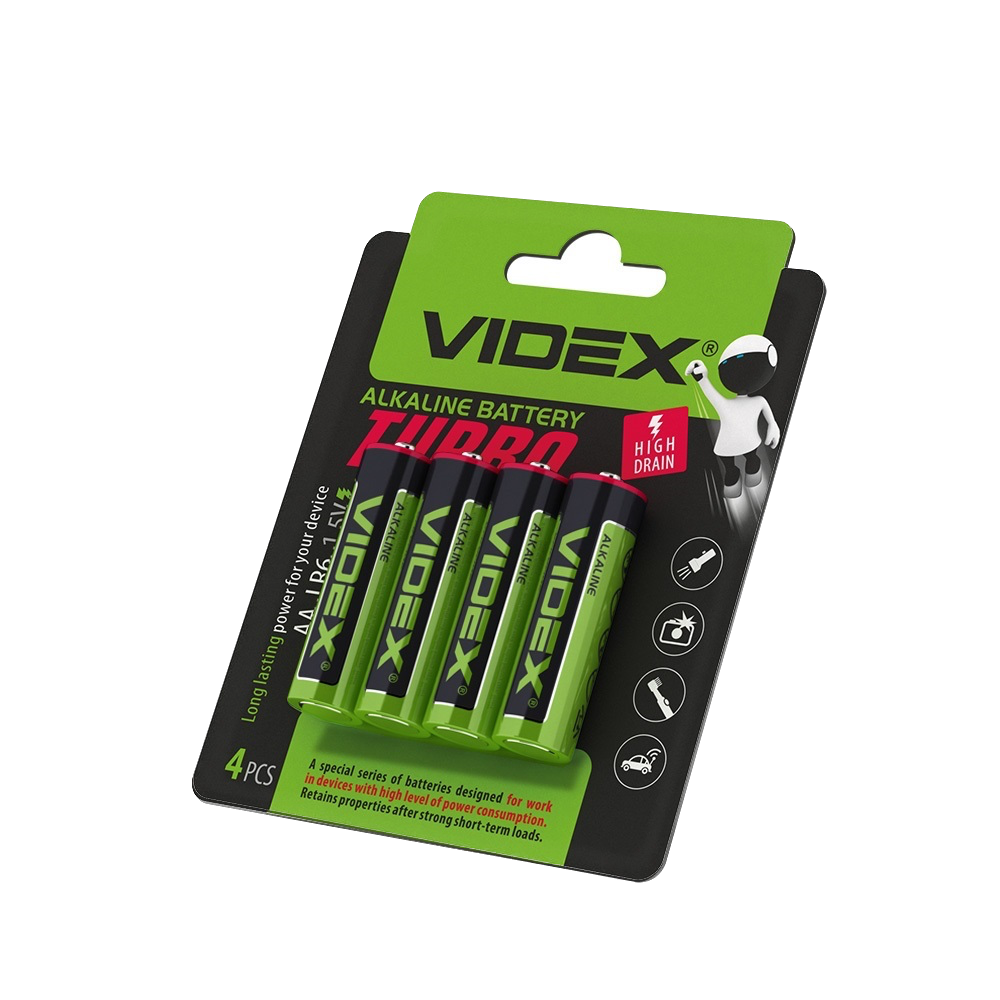 VIDEX®
ALKALINE BATTERY
TURBO
HIGH
DRAIN
Long lasting power for your device
AA LR6 1.5V
ALKALINE
VIDEX®
ALKALINE
VIDEX®
ALKALINE
VIDEX®
ALKALINE
VIDEX®
4PCS
A special series of batteries designed for work
in devices with high level of power consumption.
Retains properties after strong short-term loads.